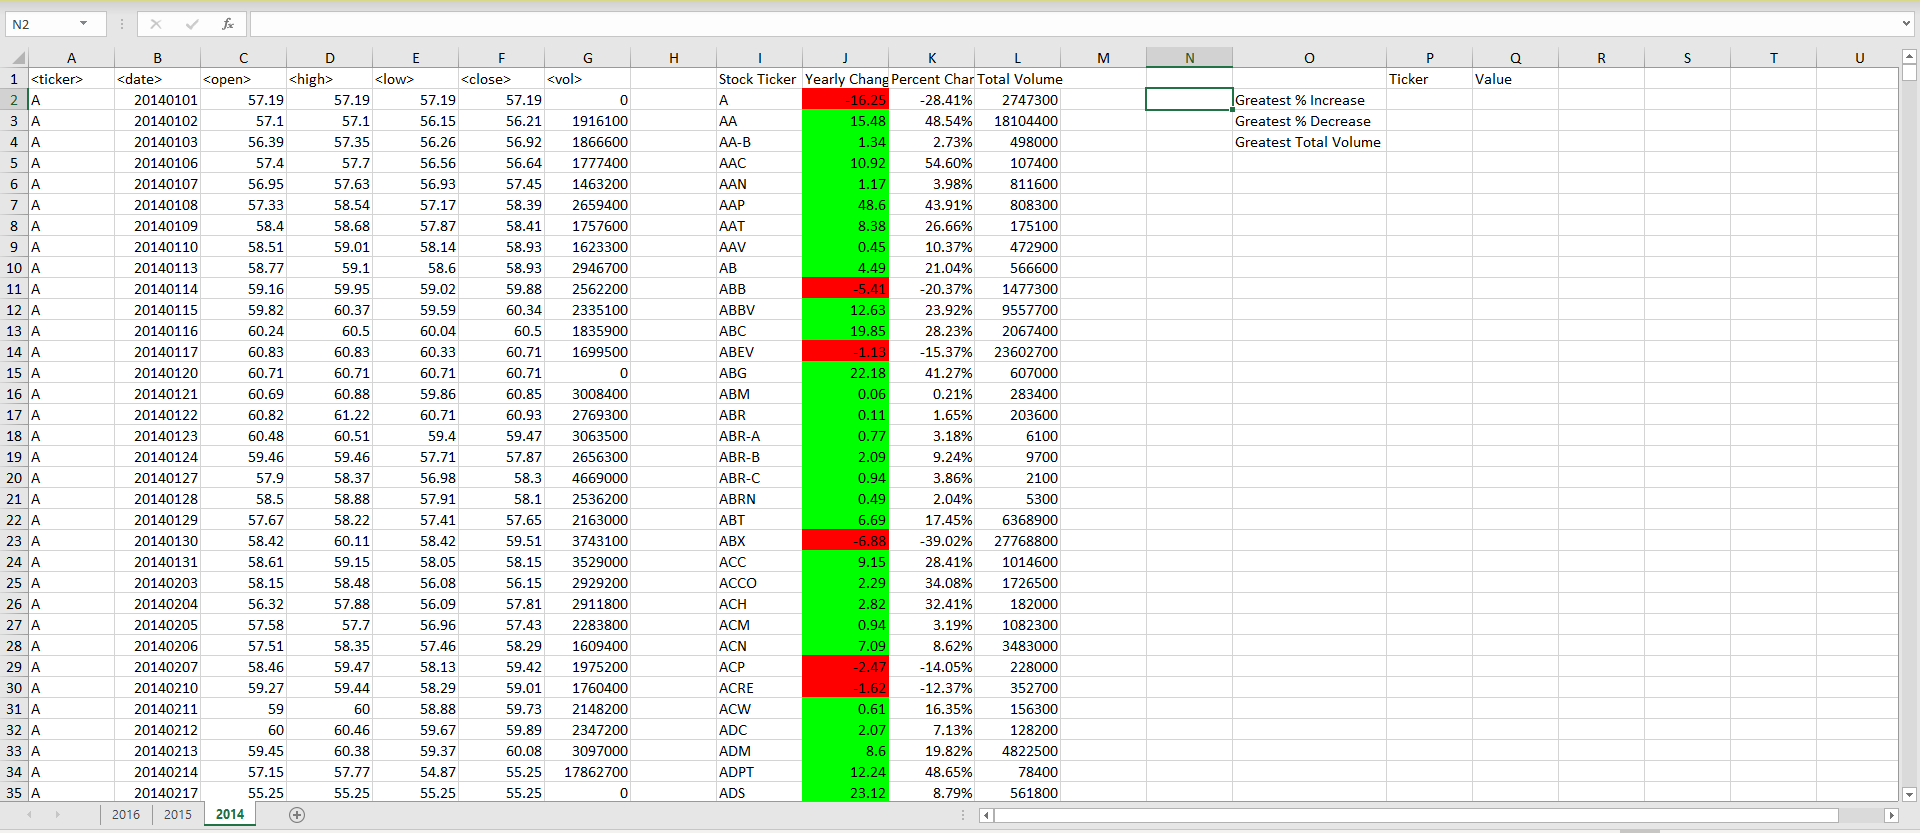 N2
fx
A B C D E F G H I J K L M N O P Q R S T U
1 <ticker> <date> <open> <high> <low> <close> <vol> Stock Ticker Yearly Chang Percent Char Total Volume Ticker Value
2 A 20140101 57.19 57.19 57.19 57.19 0 A -16.25 -28.41% 2747300 Greatest % Increase
3 A 20140102 57.1 57.1 56.15 56.21 1916100 AA 15.48 48.54% 18104400 Greatest % Decrease
4 A 20140103 56.39 57.35 56.26 56.92 1866600 AA-B 1.34 2.73% 498000 Greatest Total Volume
5 A 20140106 57.4 57.7 56.56 56.64 1777400 AAC 10.92 54.60% 107400
6 A 20140107 56.95 57.63 56.93 57.45 1463200 AAN 1.17 3.98% 811600
7 A 20140108 57.33 58.54 57.17 58.39 2659400 AAP 48.6 43.91% 808300
8 A 20140109 58.4 58.68 57.87 58.41 1757600 AAT 8.38 26.66% 175100
9 A 20140110 58.51 59.01 58.14 58.93 1623300 AAV 0.45 10.37% 472900
10 A 20140113 58.77 59.1 58.6 58.93 2946700 AB 4.49 21.04% 566600
11 A 20140114 59.16 59.95 59.02 59.88 2562200 ABB -5.41 -20.37% 1477300
12 A 20140115 59.82 60.37 59.59 60.34 2335100 ABBV 12.63 23.92% 9557700
13 A 20140116 60.24 60.5 60.04 60.5 1835900 ABC 19.85 28.23% 2067400
14 A 20140117 60.83 60.83 60.33 60.71 1699500 ABEV -1.13 -15.37% 23602700
15 A 20140120 60.71 60.71 60.71 60.71 0 ABG 22.18 41.27% 607000
16 A 20140121 60.69 60.88 59.86 60.85 3008400 ABM 0.06 0.21% 283400
17 A 20140122 60.82 61.22 60.71 60.93 2769300 ABR 0.11 1.65% 203600
18 A 20140123 60.48 60.51 59.4 59.47 3063500 ABR-A 0.77 3.18% 6100
19 A 20140124 59.46 59.46 57.71 57.87 2656300 ABR-B 2.09 9.24% 9700
20 A 20140127 57.9 58.37 56.98 58.3 4669000 ABR-C 0.94 3.86% 2100
21 A 20140128 58.5 58.88 57.91 58.1 2536200 ABRN 0.49 2.04% 5300
22 A 20140129 57.67 58.22 57.41 57.65 2163000 ABT 6.69 17.45% 6368900
23 A 20140130 58.42 60.11 58.42 59.51 3743100 ABX -6.88 -39.02% 27768800
24 A 20140131 58.61 59.15 58.05 58.15 3529000 ACC 9.15 28.41% 1014600
25 A 20140203 58.15 58.48 56.08 56.15 2929200 ACCO 2.29 34.08% 1726500
26 A 20140204 56.32 57.88 56.09 57.81 2911800 ACH 2.82 32.41% 182000
27 A 20140205 57.58 57.7 56.96 57.43 2283800 ACM 0.94 3.19% 1082300
28 A 20140206 57.51 58.35 57.46 58.29 1609400 ACN 7.09 8.62% 3483000
29 A 20140207 58.46 59.47 58.13 59.42 1975200 ACP -2.47 -14.05% 228000
30 A 20140210 59.27 59.44 58.29 59.01 1760400 ACRE -1.62 -12.37% 352700
31 A 20140211 59 60 58.88 59.73 2148200 ACW 0.61 16.35% 156300
32 A 20140212 60 60.46 59.67 59.89 2347200 ADC 2.07 7.13% 128200
33 A 20140213 59.45 60.38 59.37 60.08 3097000 ADM 8.6 19.82% 4822500
34 A 20140214 57.15 57.77 54.87 55.25 17862700 ADPT 12.24 48.65% 78400
35 A 20140217 55.25 55.25 55.25 55.25 0 ADS 23.12 8.79% 561800
2016 2015 2014